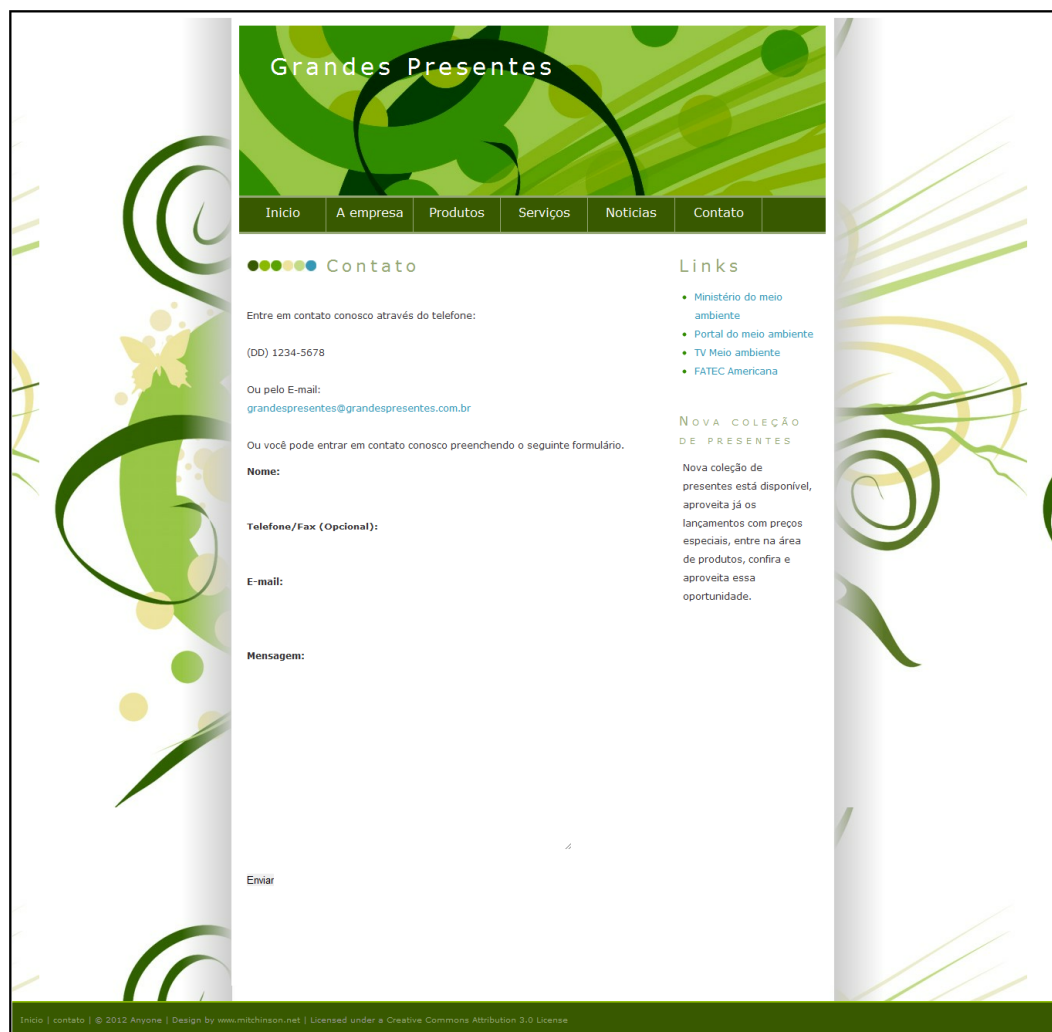 Grandes Presentes
Inicio
A empresa
Produtos
Serviços
Noticias
Contato
Contato
Entre em contato conosco através do telefone:
(DD) 1234-5678
Ou pelo E-mail:
grandespresentes@grandespresentes.com.br
Ou você pode entrar em contato conosco preenchendo o seguinte formulário.
Nome:
Telefone/Fax (Opcional):
E-mail:
Mensagem:
Enviar
Links
Ministério do meio
ambiente
Portal do meio ambiente
TV Meio ambiente
FATEC Americana
Nova coleção
de presentes
Nova coleção de
presentes está disponível,
aproveita já os
lançamentos com preços
especiais, entre na área
de produtos, confira e
aproveita essa
oportunidade.
Inicio | contato | © 2012 Anyone | Design by www.mitchinson.net | Licensed under a Creative Commons Attribution 3.0 License